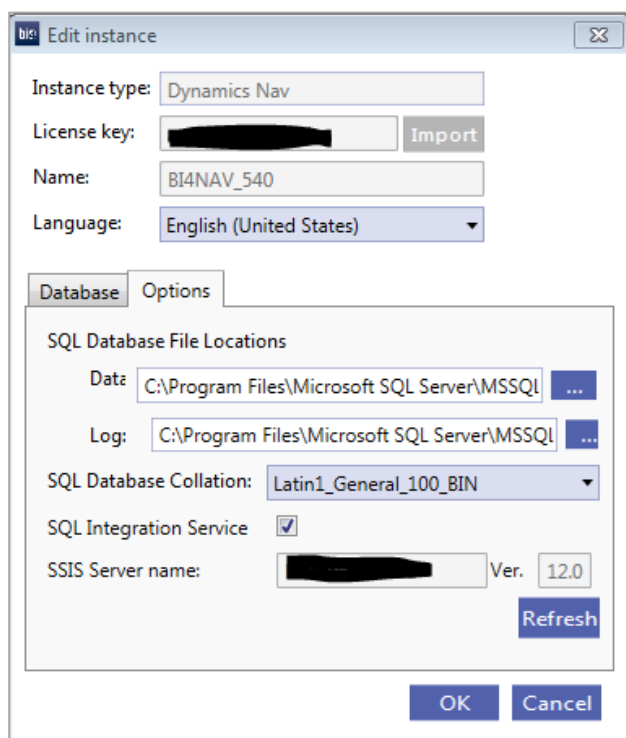 bi4 Edit instance
Instance type: Dynamics Nav
License key: Import
Name: BI4NAV_540
Language: English (United States)
Database Options
SQL Database File Locations
Data C:\Program Files\Microsoft SQL Server\MSSQL ...
Log: C:\Program Files\Microsoft SQL Server\MSSQL ...
SQL Database Collation: Latin1_General_100_BIN
SQL Integration Service
SSIS Server name: Ver. 12.0
Refresh
OK Cancel